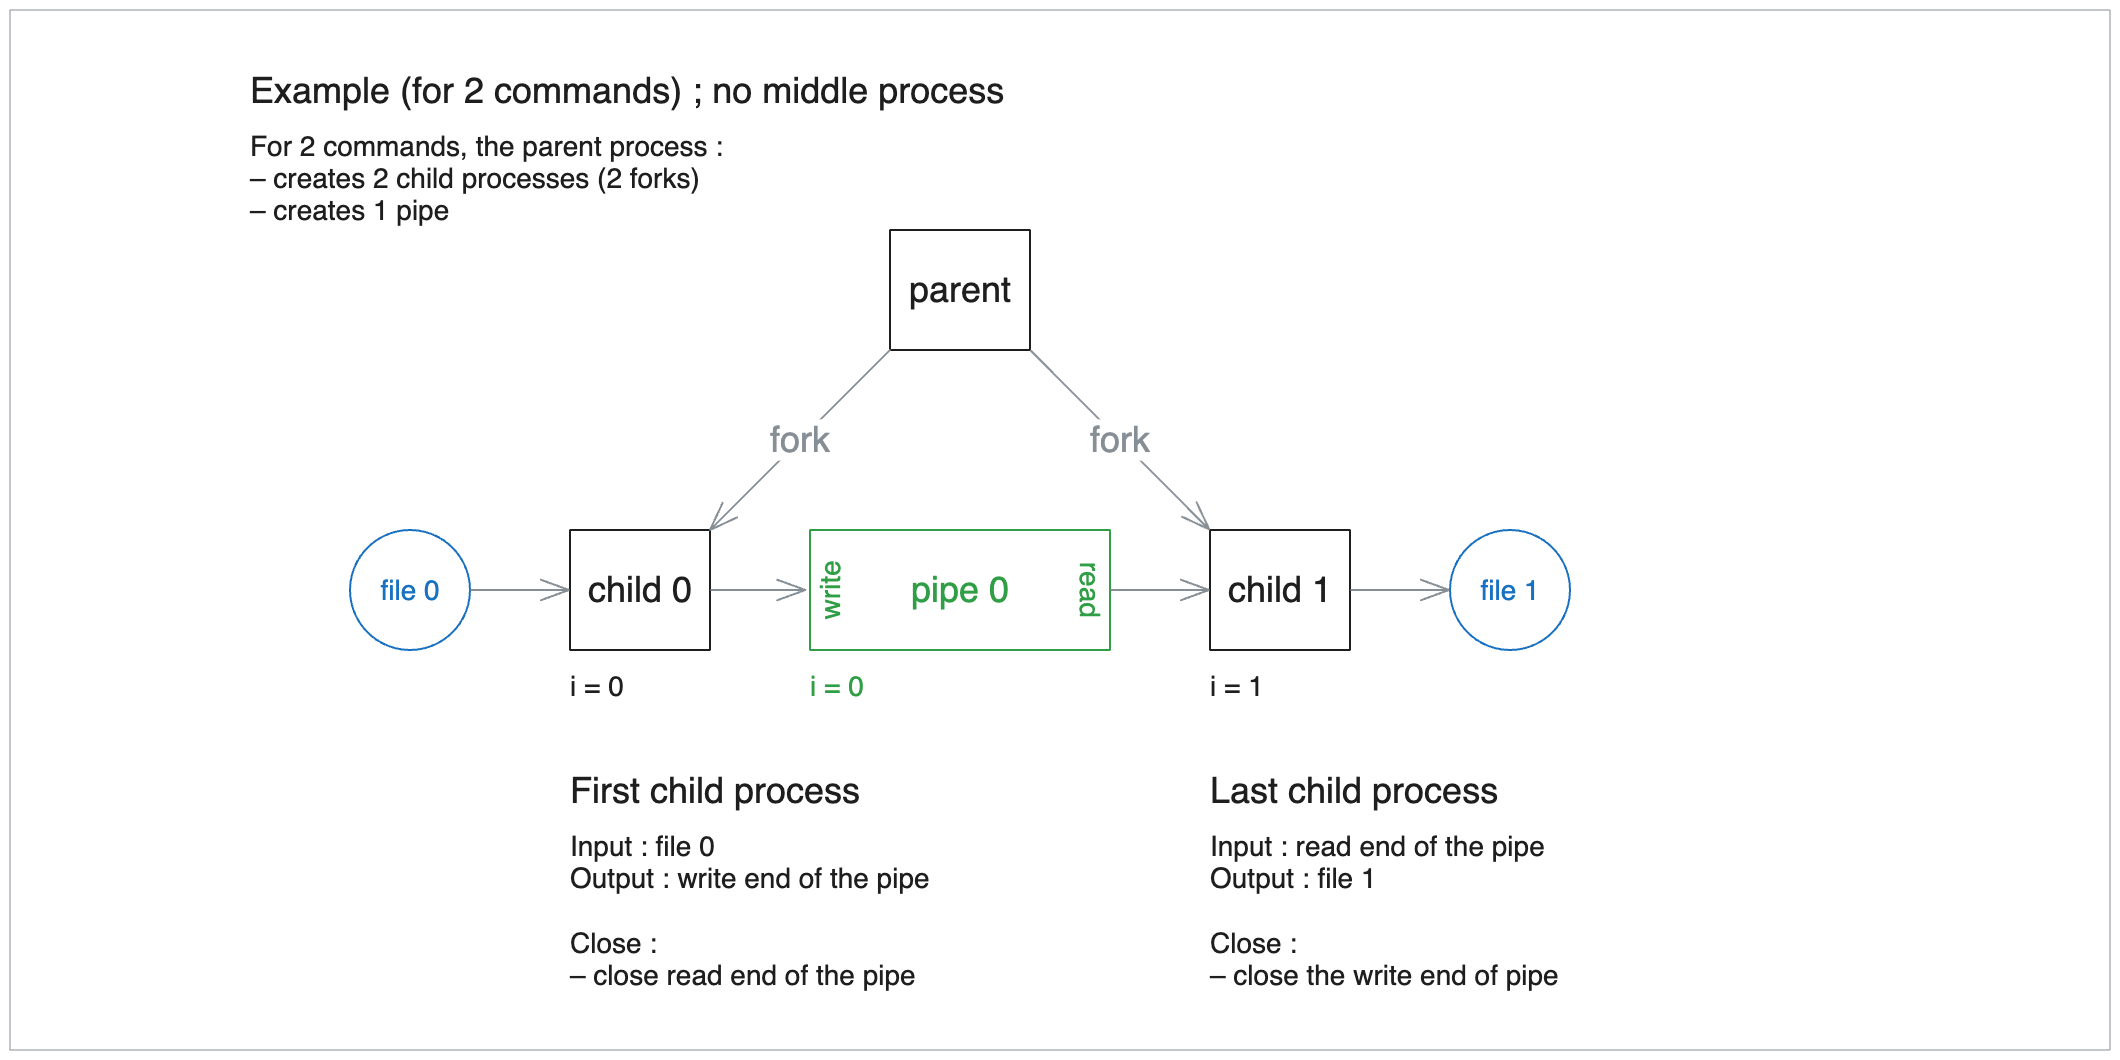 Example (for 2 commands) ; no middle process
For 2 commands, the parent process :
– creates 2 child processes (2 forks)
– creates 1 pipe
parent
fork
fork
file 0
child 0
write
pipe 0
read
child 1
file 1
i = 0
i = 0
i = 1
First child process
Input : file 0
Output : write end of the pipe
Close :
– close read end of the pipe
Last child process
Input : read end of the pipe
Output : file 1
Close :
– close the write end of pipe